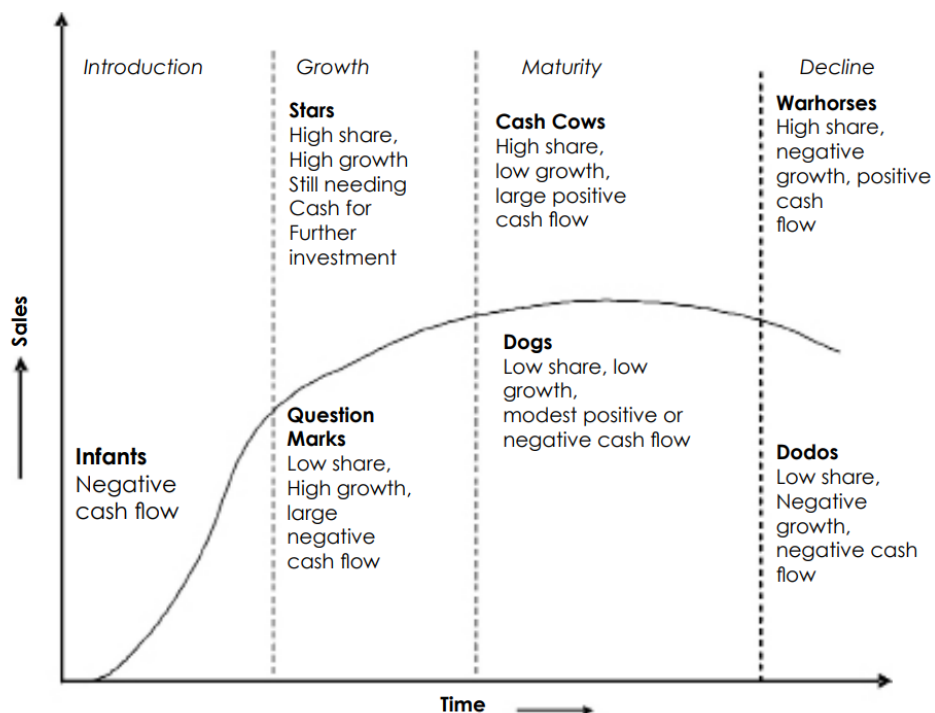 Introduction
Growth
Maturity
Decline
Stars
High share,
High growth
Still needing
Cash for
Further
investment
Cash Cows
High share,
low growth,
large positive
cash flow
Warhorses
High share,
negative
growth, positive
cash
flow
Sales
Infants
Negative
cash flow
Question
Marks
Low share,
High growth,
large
negative
cash flow
Dogs
Low share, low
growth,
modest positive or
negative cash flow
Dodos
Low share,
Negative
growth,
negative cash
flow
Time